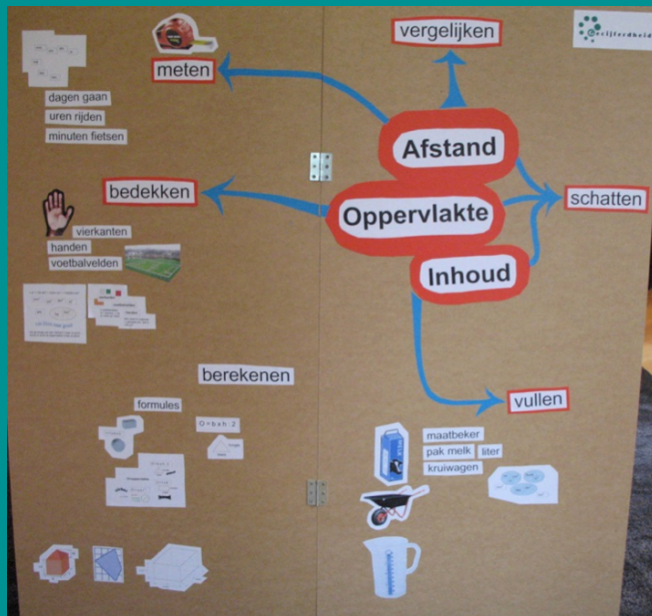 vergelijken
meten
dagen gaan
uren rijden
minuten fietsen
Afstand
bedekken
Oppervlakte
schatten
vierkanten
handen
voetbalvelden
Inhoud
berekenen
vullen
formules
O = b x h : 2
maatbeker
pak melk
liter
kruiwagen